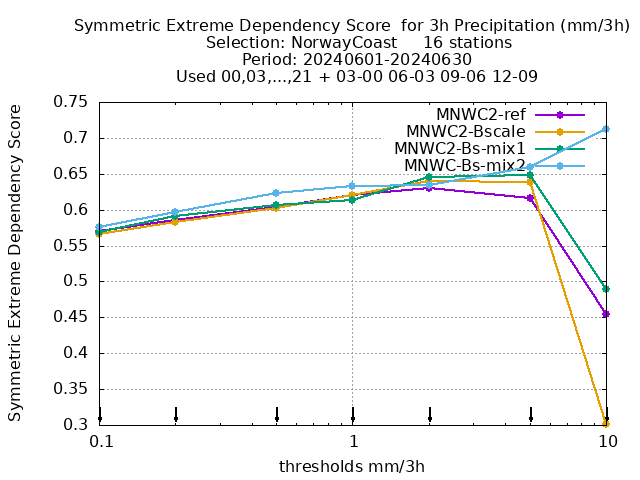 Symmetric Extreme Dependency Score  for 3h Precipitation (mm/3h)
Selection: NorwayCoast     16 stations
Period: 20240601-20240630
Used 00,03,...,21 + 03-00 06-03 09-06 12-09
Symmetric Extreme Dependency Score
0.75
0.7
0.65
0.6
0.55
0.5
0.45
0.4
0.35
0.3
MNWC2-ref
MNWC2-Bscale
MNWC2-Bs-mix1
MNWC-Bs-mix2
0.1 1 10
thresholds mm/3h